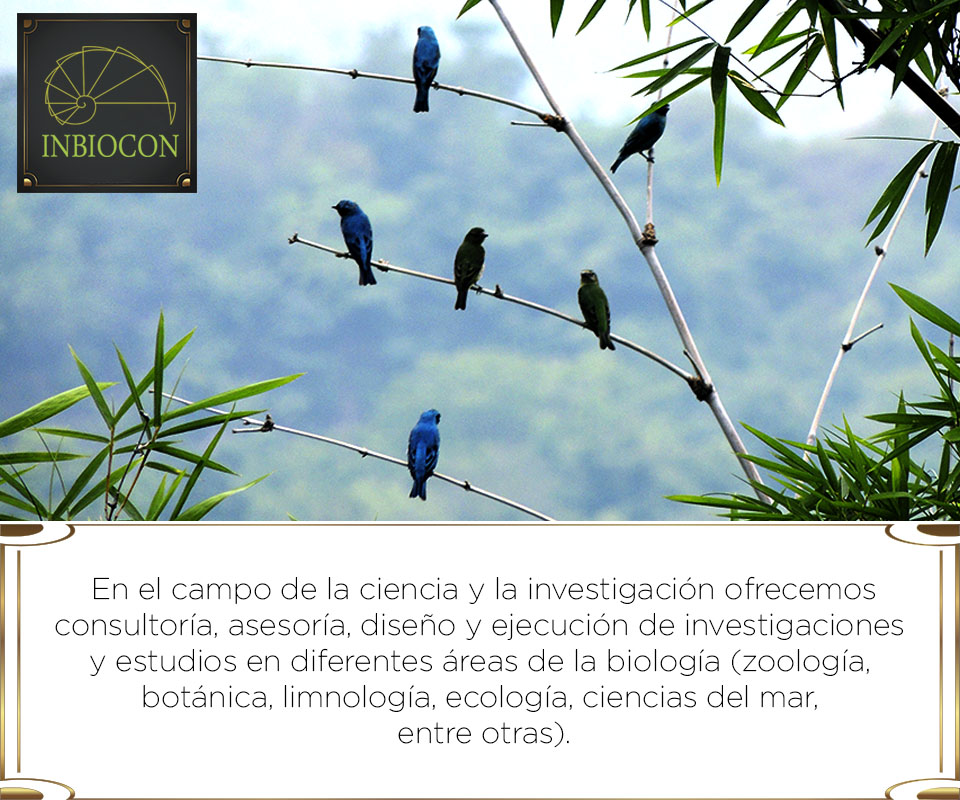 INBIOCON
En el campo de la ciencia y la investigación ofrecemos
consultoría, asesoría, diseño y ejecución de investigaciones
y estudios en diferentes áreas de la biología (zoología,
botánica, limnología, ecología, ciencias del mar,
entre otras).